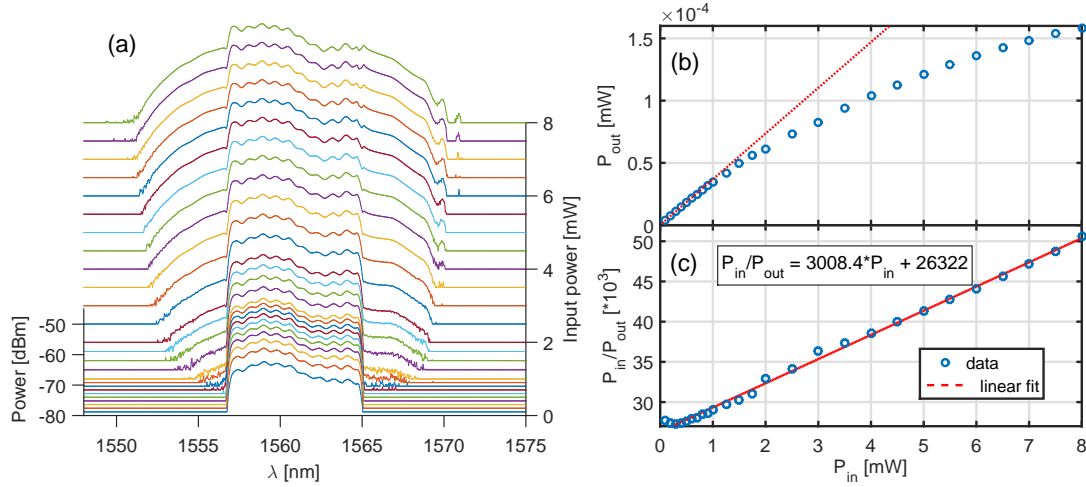 (a)
8
6
4
2
0
Input power [mW]
-50
-60
-70
-80
Power [dBm]
1550
1555
1560
1565
1570
1575
λ [nm]
×10⁻⁴
(b)
1.5
1
0.5
0
P_out [mW]
(c)
P_in/P_out = 3008.4*P_in + 26322
50
45
40
35
30
P_in/P_out [*10³]
data
linear fit
0
1
2
3
4
5
6
7
8
P_in [mW]